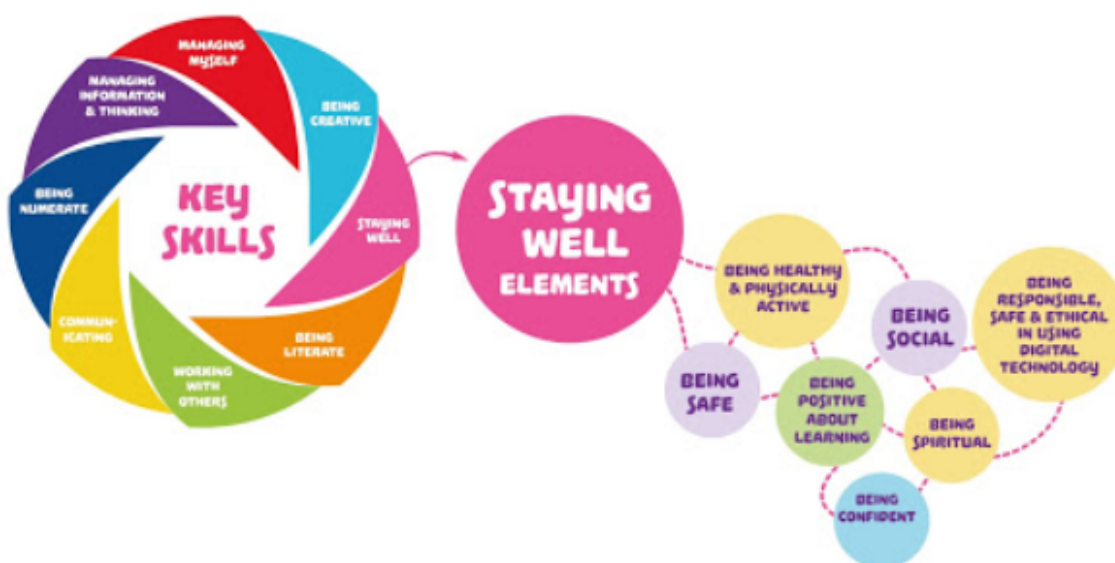 MANAGING
MYSELF
BEING
CREATIVE
STAYING
WELL
BEING
LITERATE
WORKING
WITH
OTHERS
COMMUN-
ICATING
BEING
NUMERATE
MANAGING
INFORMATION
& THINKING
KEY
SKILLS
STAYING
WELL
ELEMENTS
BEING HEALTHY
& PHYSICALLY
ACTIVE
BEING
SAFE
BEING
POSITIVE
ABOUT
LEARNING
BEING
SOCIAL
BEING
RESPONSIBLE,
SAFE & ETHICAL
IN USING
DIGITAL
TECHNOLOGY
BEING
SPIRITUAL
BEING
CONFIDENT